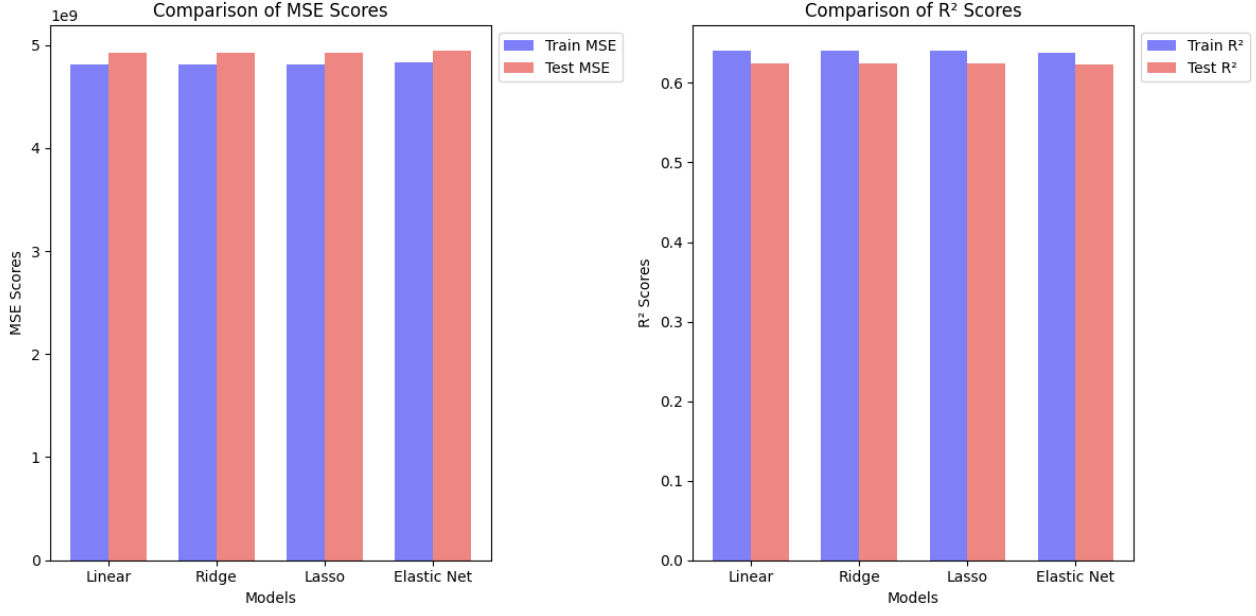 Comparison of MSE Scores
1e9
5
4
3
2
1
0
MSE Scores
Linear
Ridge
Lasso
Elastic Net
Models
Train MSE
Test MSE
Comparison of R² Scores
0.6
0.5
0.4
0.3
0.2
0.1
0.0
R² Scores
Linear
Ridge
Lasso
Elastic Net
Models
Train R²
Test R²